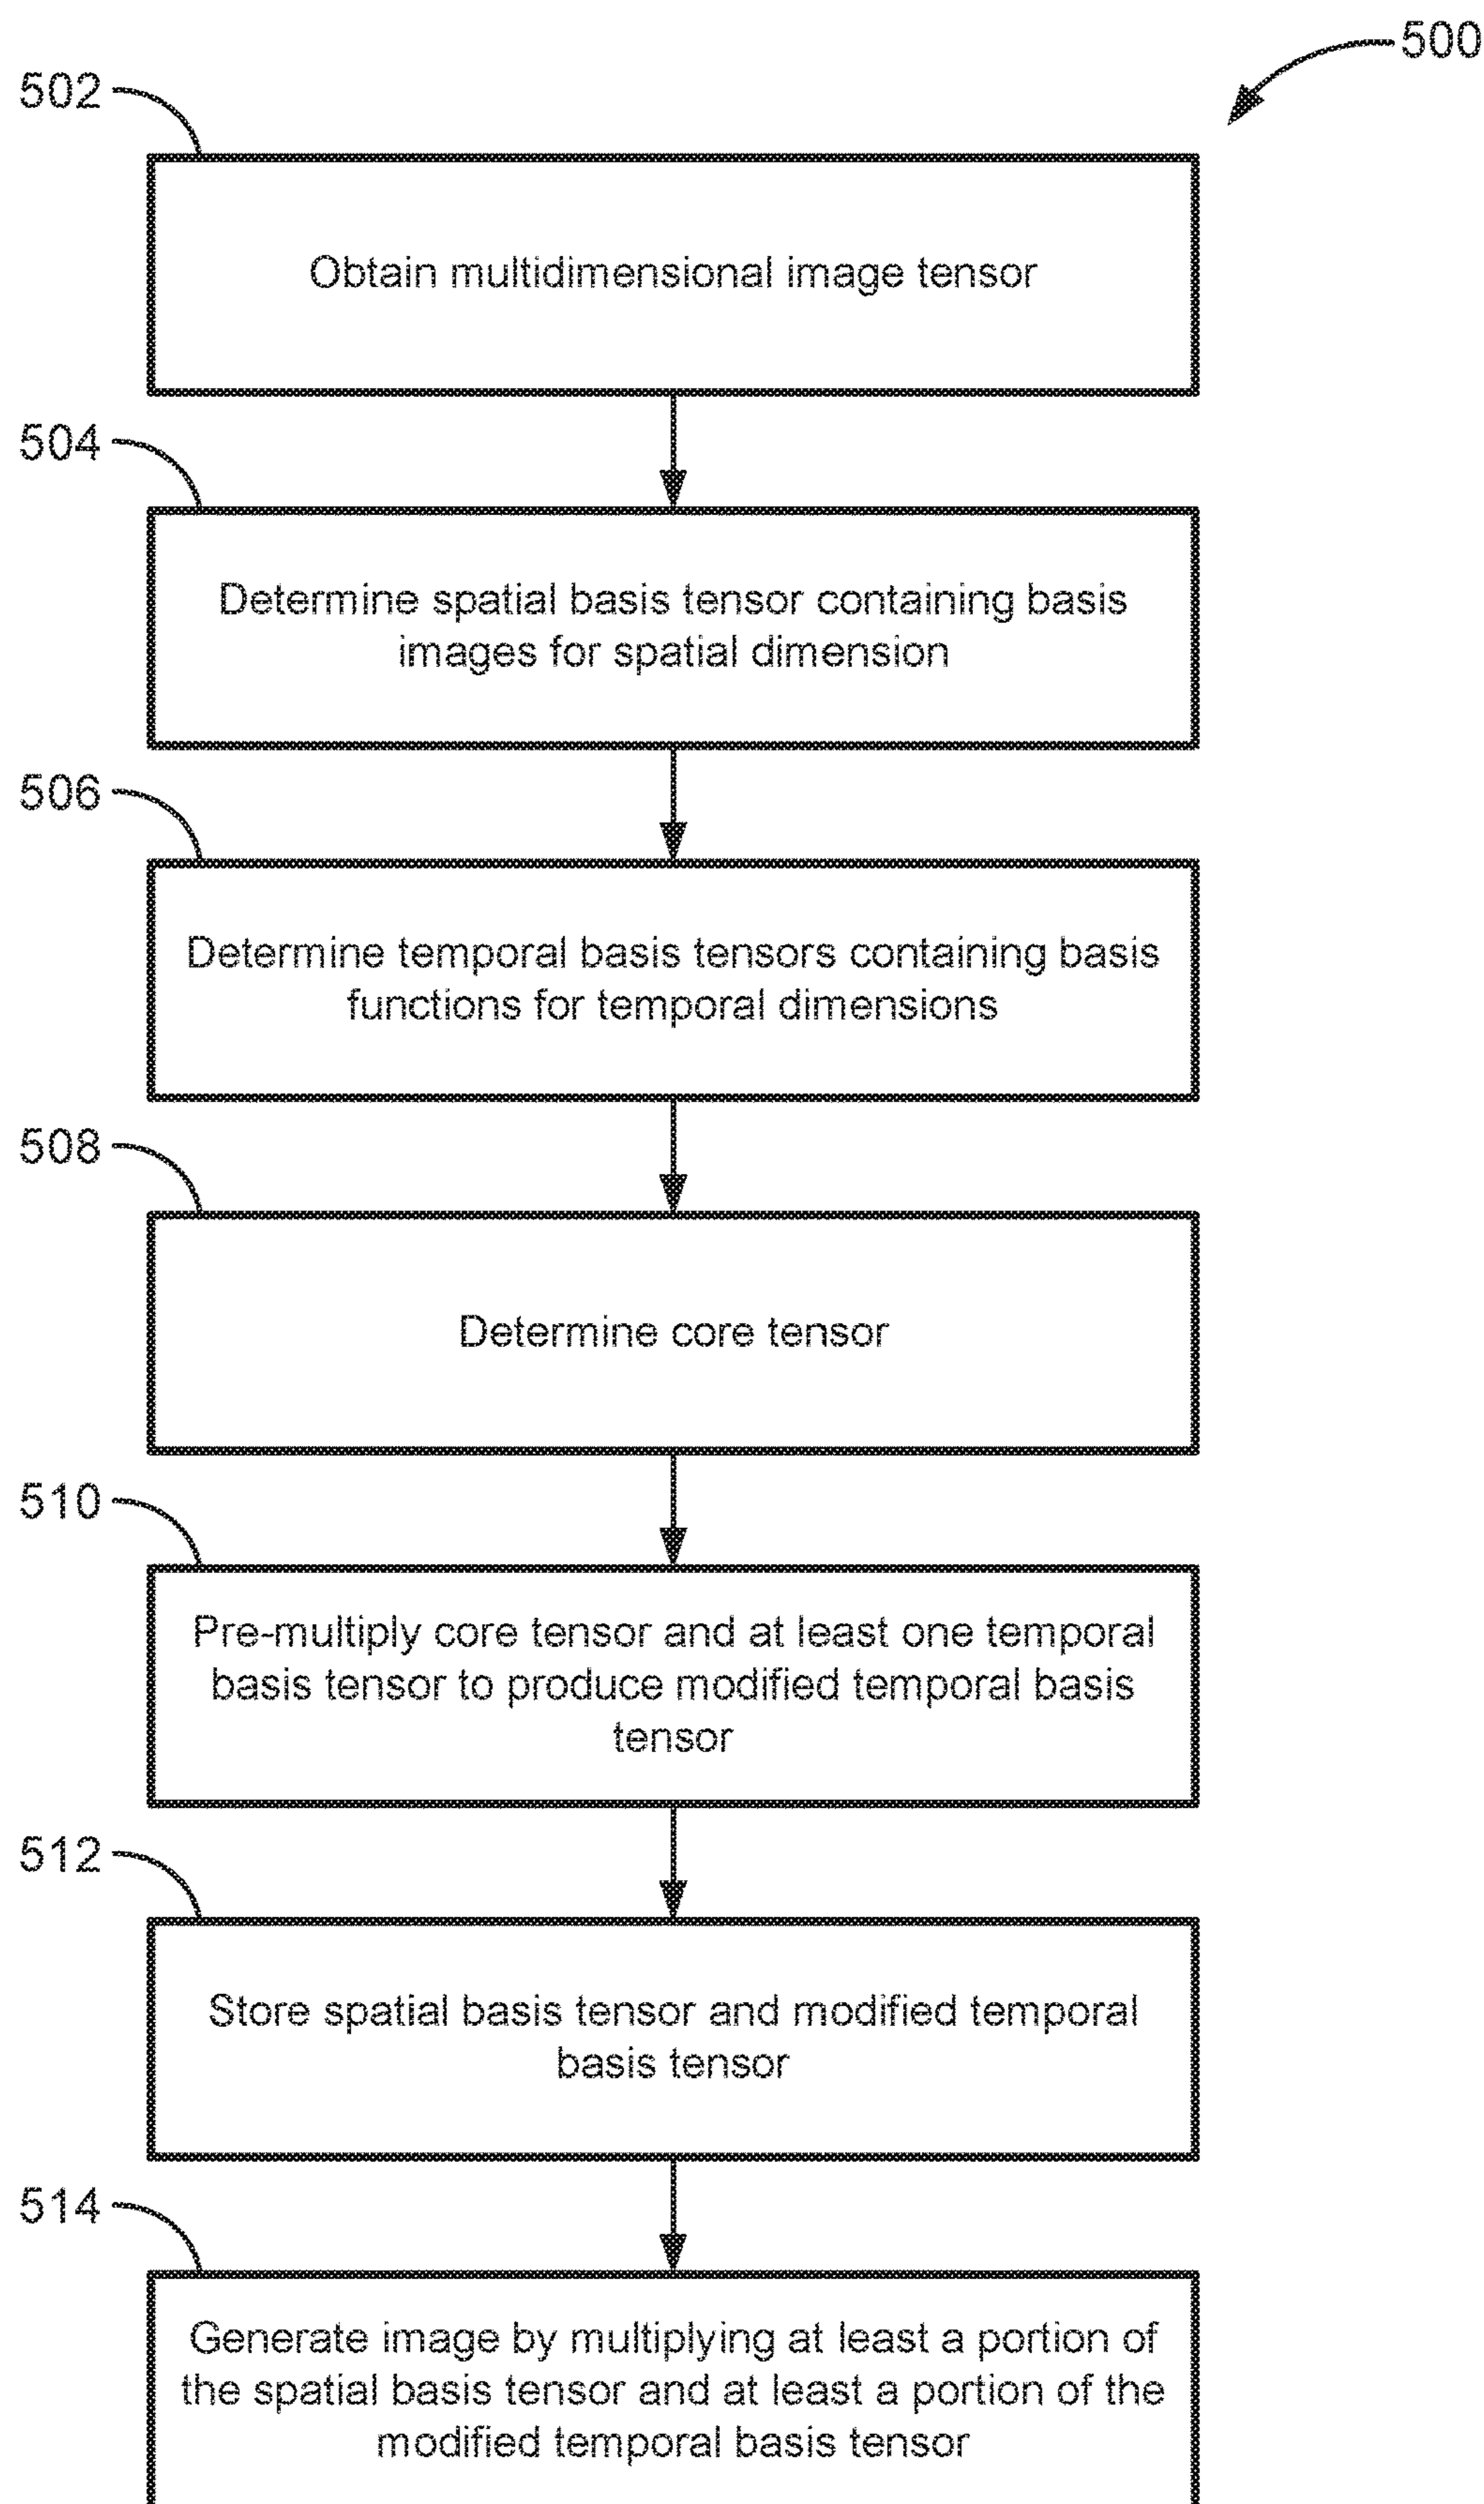 500
502
Obtain multidimensional image tensor
504
Determine spatial basis tensor containing basis
images for spatial dimension
506
Determine temporal basis tensors containing basis
functions for temporal dimensions
508
Determine core tensor
510
Pre-multiply core tensor and at least one temporal
basis tensor to produce modified temporal basis
tensor
512
Store spatial basis tensor and modified temporal
basis tensor
514
Generate image by multiplying at least a portion of
the spatial basis tensor and at least a portion of the
modified temporal basis tensor